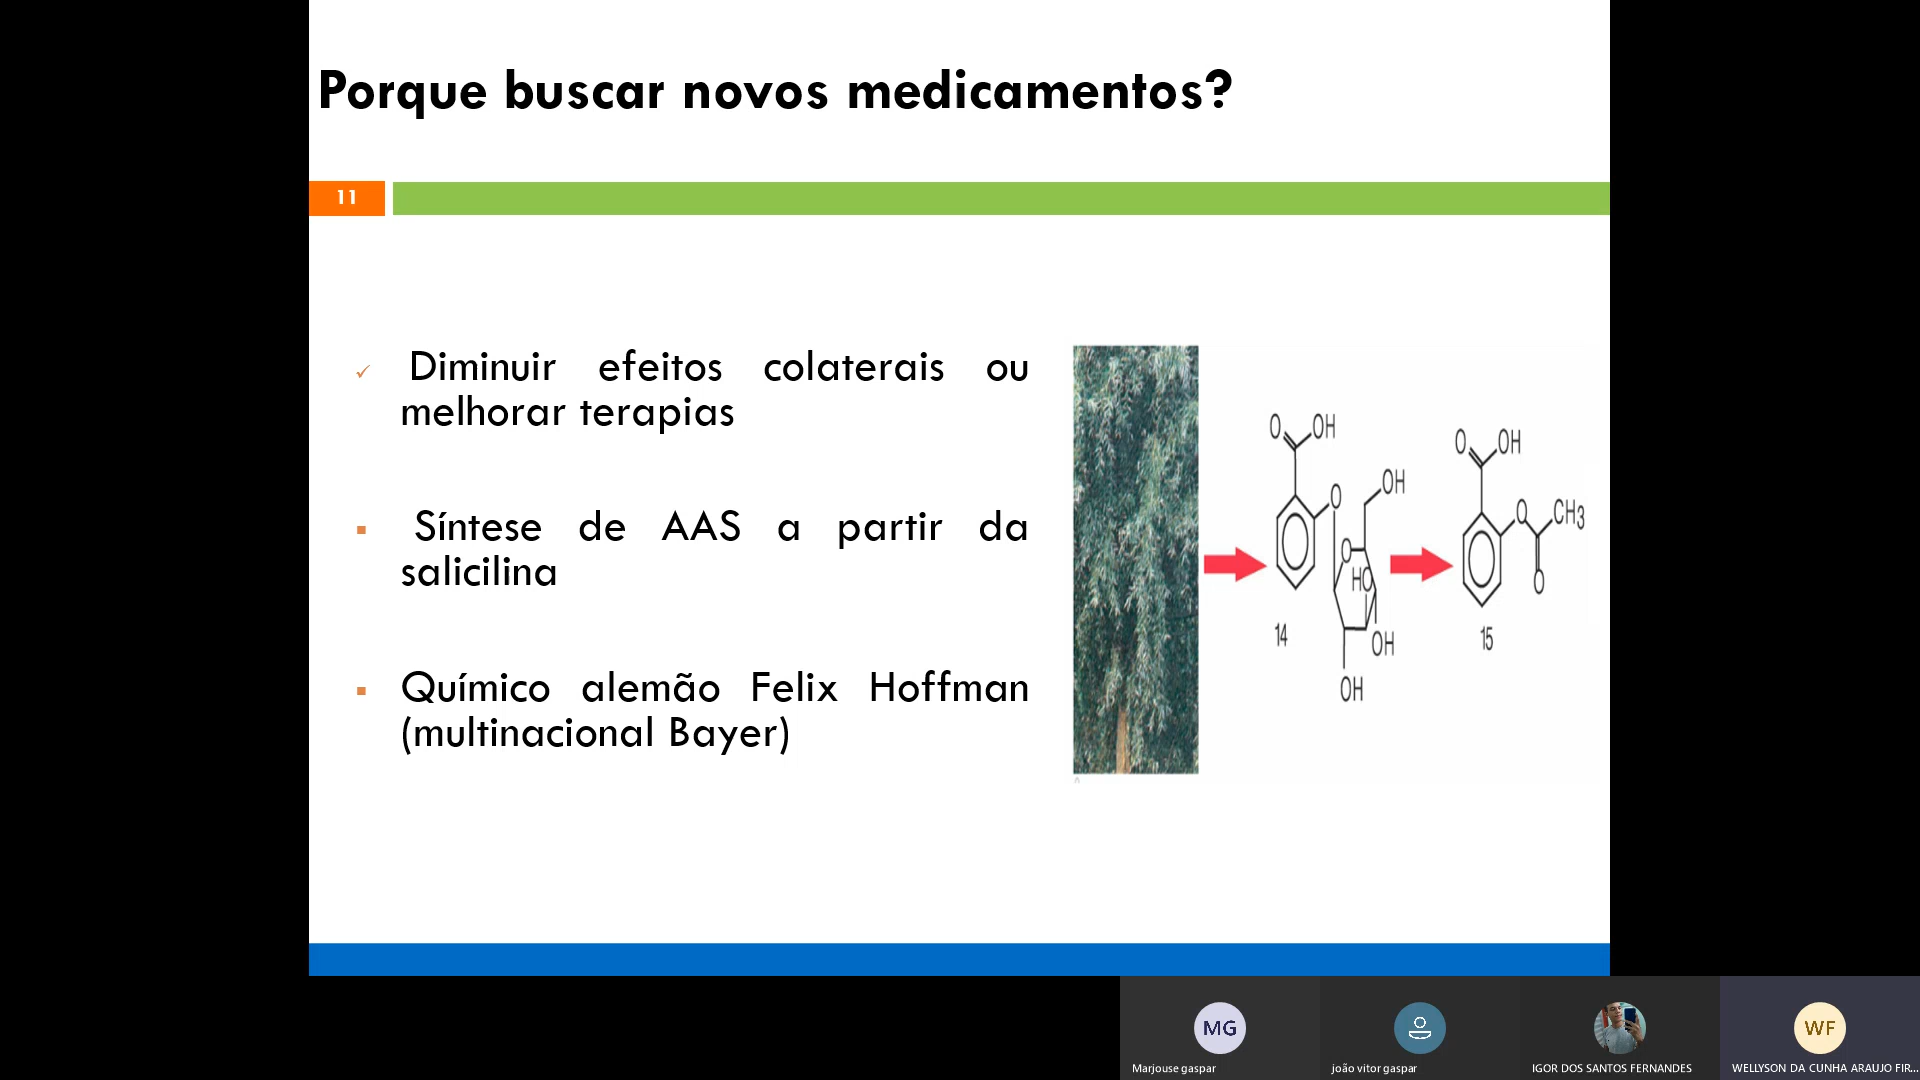 Porque buscar novos medicamentos?
11
✓ Diminuir efeitos colaterais ou
melhorar terapias
▪ Síntese de AAS a partir da
salicilina
▪ Químico alemão Felix Hoffman
(multinacional Bayer)
O OH
O
OH
O
HO
OH
OH
14
O OH
O CH3
O
15
MG
WF
Marjouse gaspar
joão vitor gaspar
IGOR DOS SANTOS FERNANDES
WELLYSON DA CUNHA ARAUJO FIR...